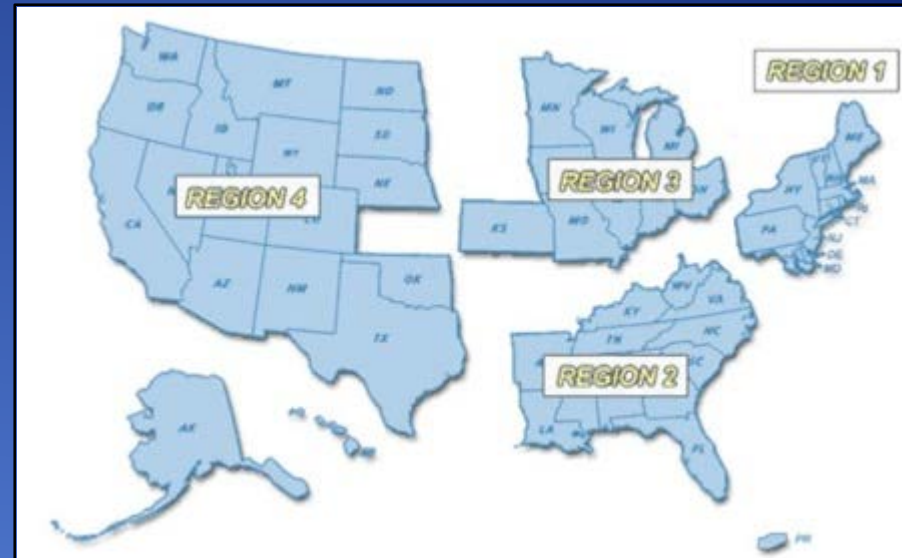 REGION 1
REGION 4
REGION 3
REGION 2
WA
MT
ND
OR
ID
SD
WY
NE
CA
AZ
NM
OK
TX
AK
MN
WI
MI
KS
MO
ME
NY
MA
PA
CT
NJ
DE
MD
WV
VA
KY
TN
NC
SC
LA
FL
PR